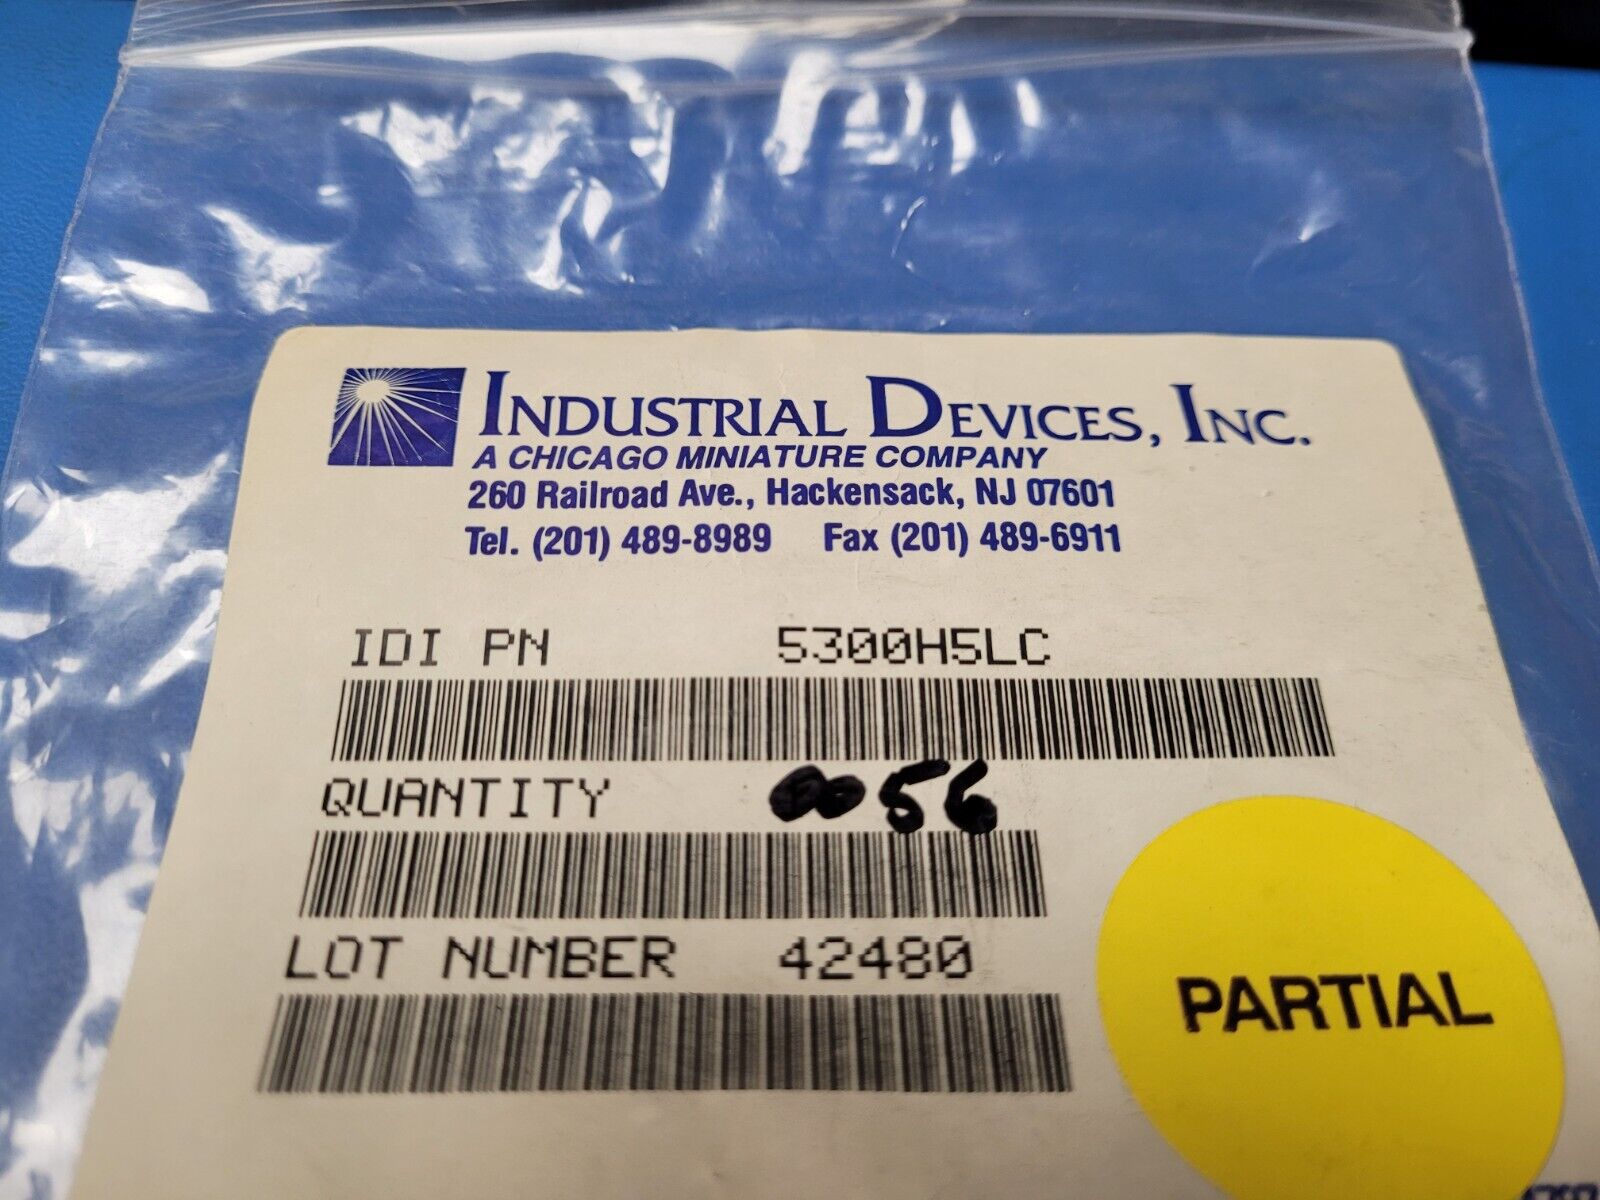 INDUSTRIAL DEVICES, INC.
A CHICAGO MINIATURE COMPANY
260 Railroad Ave., Hackensack, NJ 07601
Tel. (201) 489-8989 Fax (201) 489-6911
IDI PN 5300H5LC
QUANTITY 56
LOT NUMBER 42480
PARTIAL